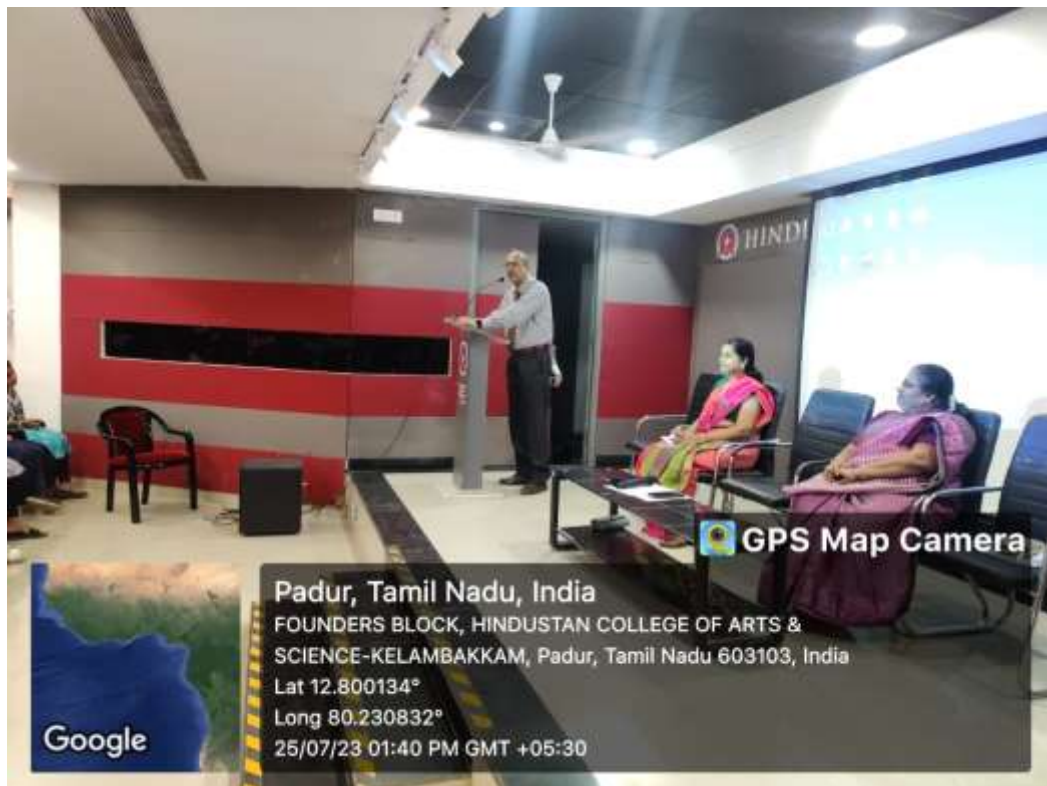 HIND
GPS Map Camera
Padur, Tamil Nadu, India
FOUNDERS BLOCK, HINDUSTAN COLLEGE OF ARTS &
SCIENCE-KELAMBAKKAM, Padur, Tamil Nadu 603103, India
Lat 12.800134°
Long 80.230832°
25/07/23 01:40 PM GMT +05:30
Google